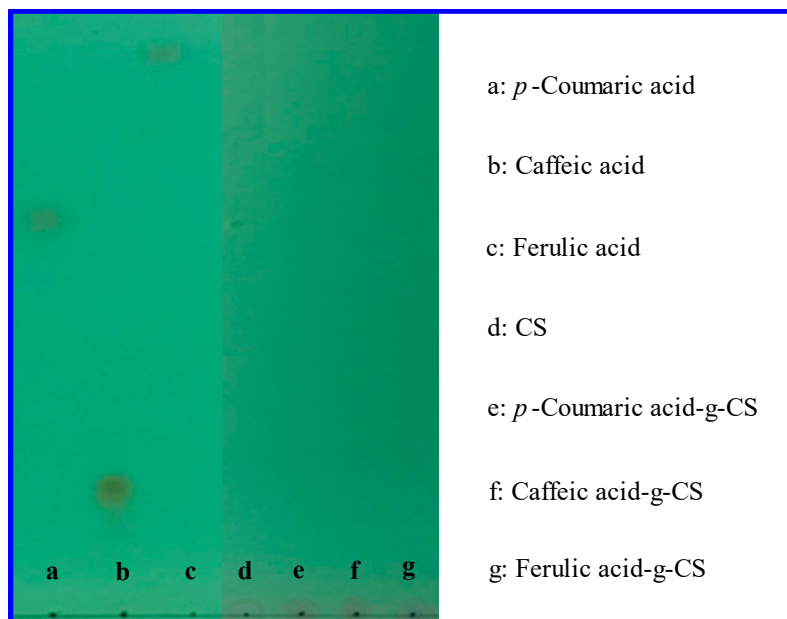 a: p-Coumaric acid
b: Caffeic acid
c: Ferulic acid
d: CS
e: p-Coumaric acid-g-CS
f: Caffeic acid-g-CS
g: Ferulic acid-g-CS
a b c d e f g